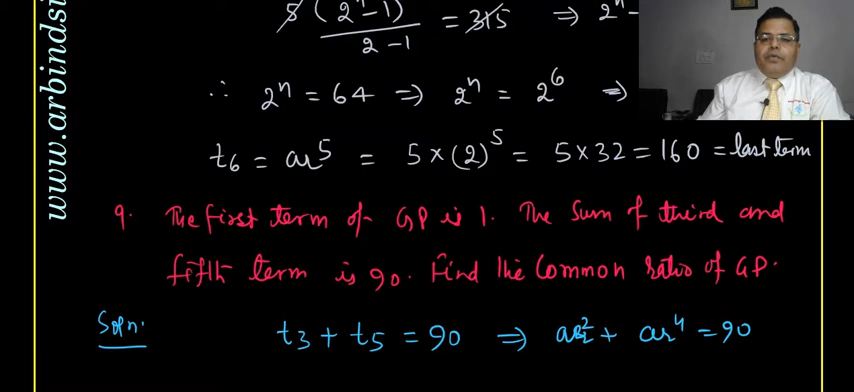 www.arbindsi
5 (2ⁿ-1) / 2-1 = 315 ⇒ 2ⁿ-
∴ 2ⁿ = 64 ⇒ 2ⁿ = 2⁶ ⇒
t₆ = ar⁵ = 5 × (2)⁵ = 5 × 32 = 160 = last term
9. The first term of GP is 1. The sum of third and
fifth term is 90. Find the common ratio of GP.
Solⁿ. t₃ + t₅ = 90 ⇒ ar² + ar⁴ = 90